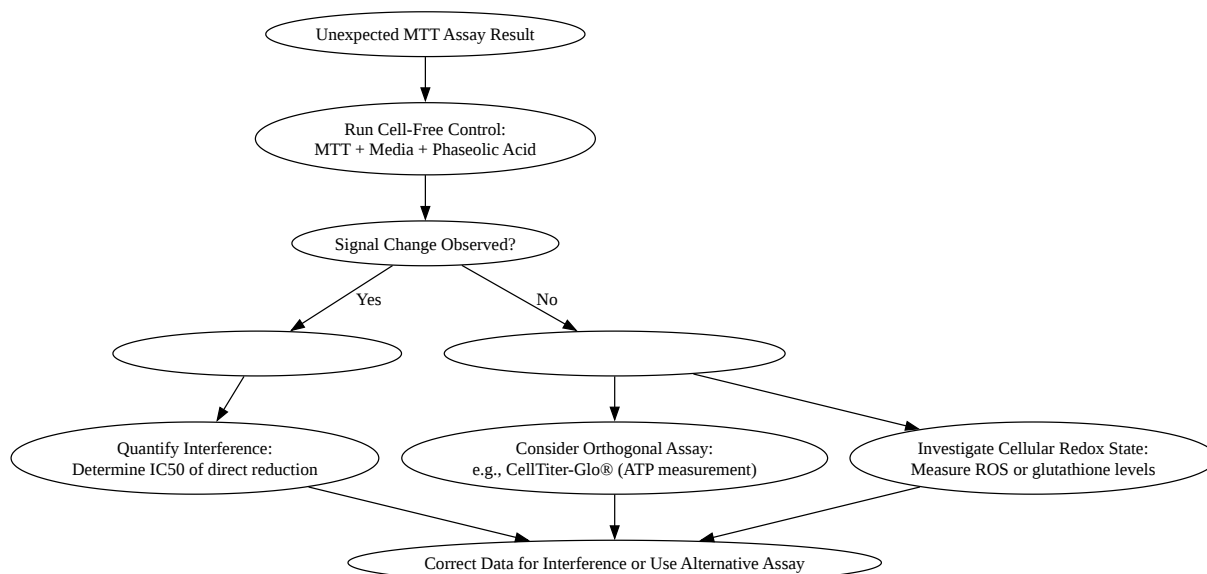 Unexpected MTT Assay Result
Run Cell-Free Control:
MTT + Media + Phaseolic Acid
Signal Change Observed?
Yes
No
Quantify Interference:
Determine IC50 of direct reduction
Consider Orthogonal Assay:
e.g., CellTiter-Glo® (ATP measurement)
Investigate Cellular Redox State:
Measure ROS or glutathione levels
Correct Data for Interference or Use Alternative Assay